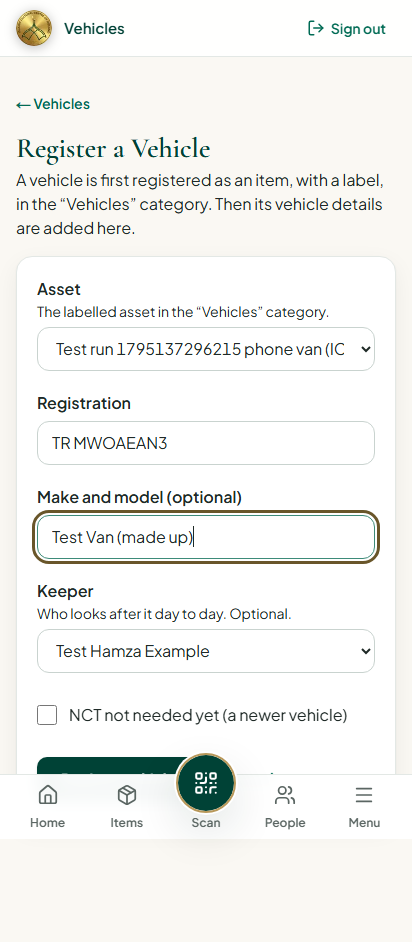 Vehicles
Sign out
← Vehicles
Register a Vehicle
A vehicle is first registered as an item, with a label,
in the “Vehicles” category. Then its vehicle details
are added here.
Asset
The labelled asset in the “Vehicles” category.
Test run 1795137296215 phone van (IC
Registration
TR MWOAEAN3
Make and model (optional)
Test Van (made up)
Keeper
Who looks after it day to day. Optional.
Test Hamza Example
NCT not needed yet (a newer vehicle)
Home
Items
Scan
People
Menu